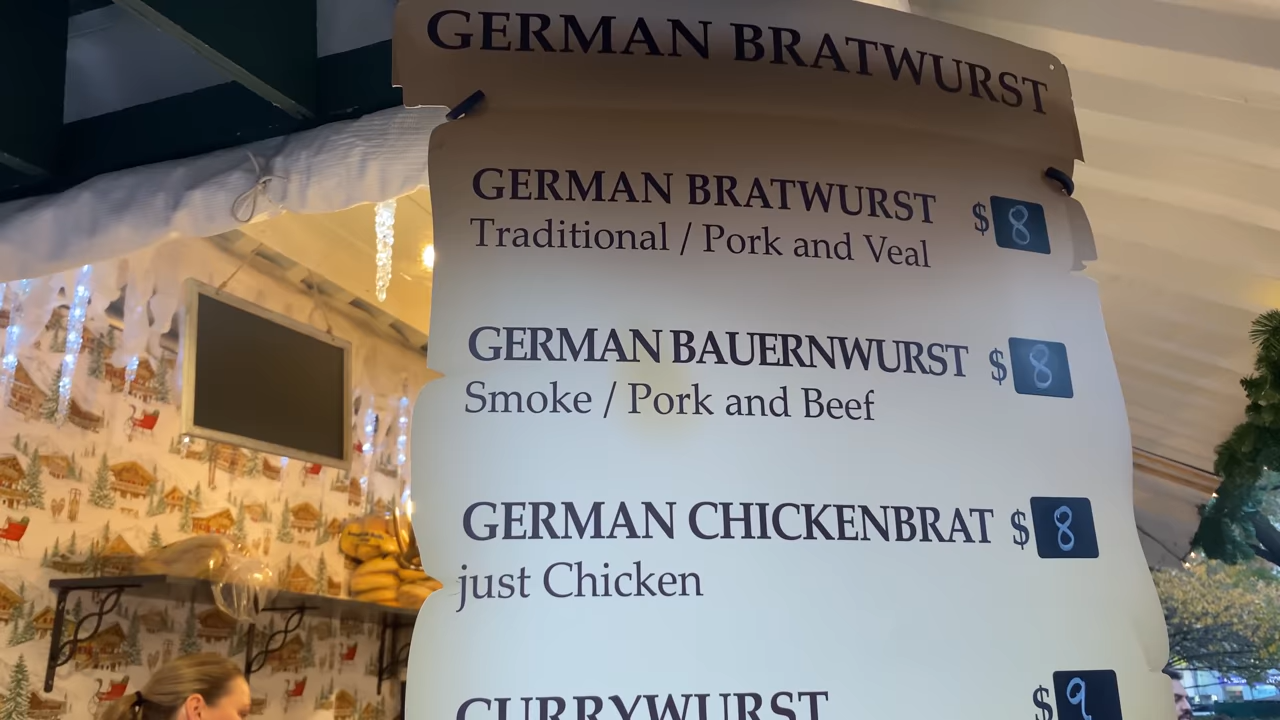 GERMAN BRATWURST
GERMAN BRATWURST $ 8
Traditional / Pork and Veal
GERMAN BAUERNWURST $ 8
Smoke / Pork and Beef
GERMAN CHICKENBRAT $ 8
just Chicken
CURRYWURST $ 9